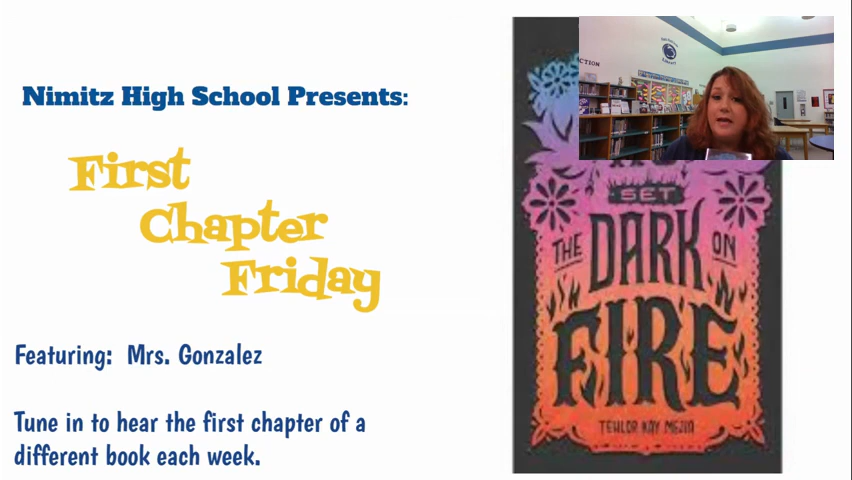 Nimitz High School Presents:
First
Chapter
Friday
Featuring: Mrs. Gonzalez
Tune in to hear the first chapter of a
different book each week.
SET
THE DARK ON
FIRE
TEHLOR KAY MEJIA